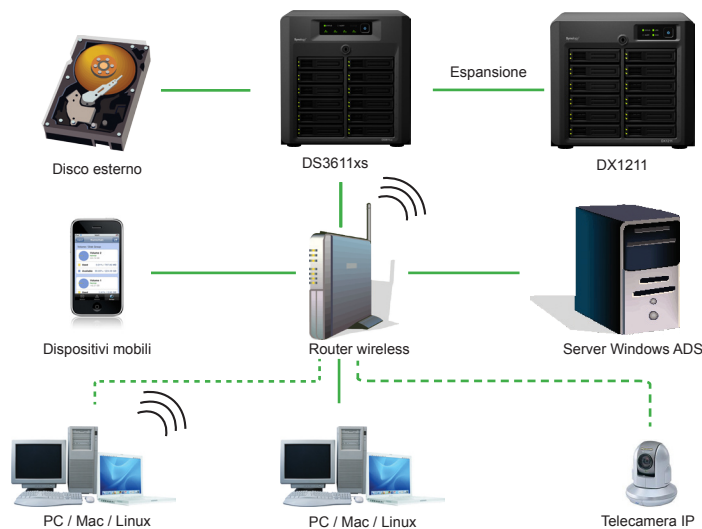 Espansione
Disco esterno
DS3611xs
DX1211
Dispositivi mobili
Router wireless
Server Windows ADS
PC / Mac / Linux
PC / Mac / Linux
Telecamera IP